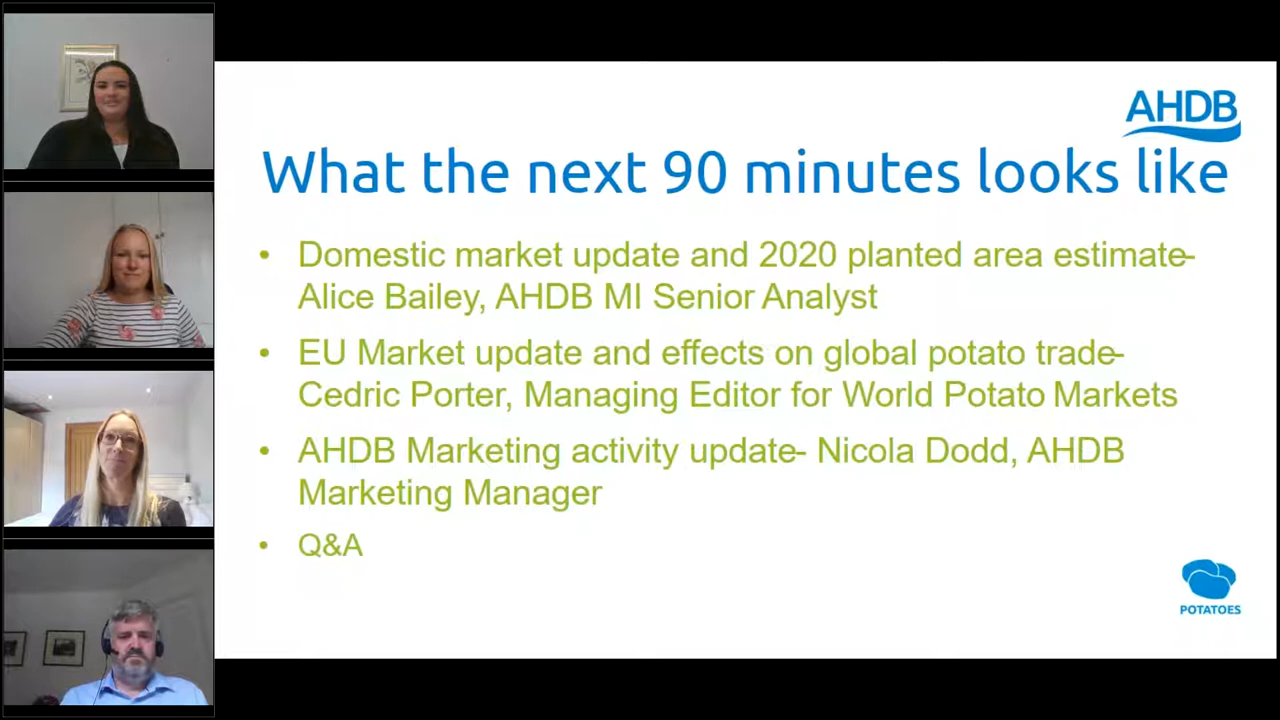 AHDB
What the next 90 minutes looks like
• Domestic market update and 2020 planted area estimate-
Alice Bailey, AHDB MI Senior Analyst
• EU Market update and effects on global potato trade-
Cedric Porter, Managing Editor for World Potato Markets
• AHDB Marketing activity update- Nicola Dodd, AHDB
Marketing Manager
• Q&A
POTATOES